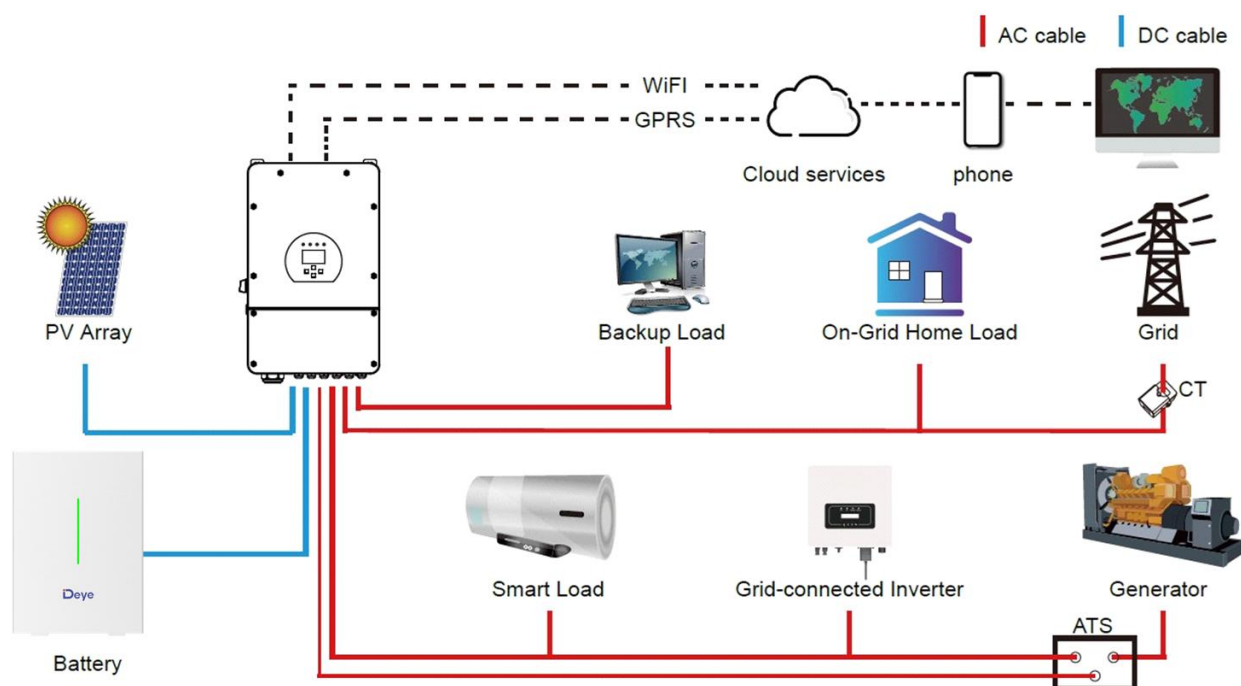 AC cable
DC cable
WiFI
GPRS
Cloud services
phone
PV Array
Backup Load
On-Grid Home Load
Grid
CT
Deye
Battery
Smart Load
Grid-connected Inverter
Generator
ATS